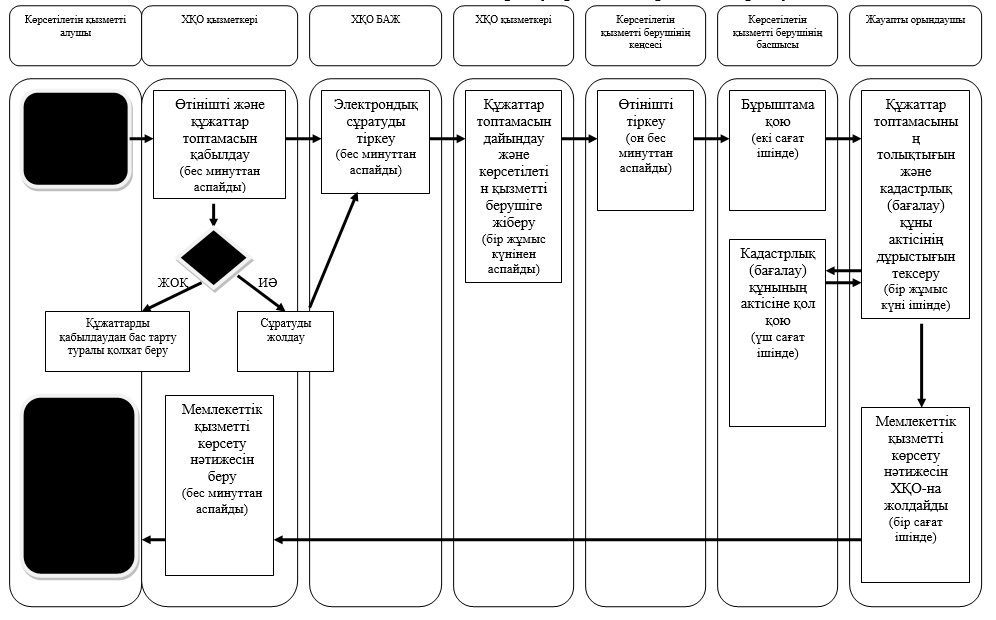 Көрсетілетін қызметті
алушы
ХҚО қызметкері
ХҚО БАЖ
ХҚО қызметкері
Көрсетілетін
қызметті берушінің
кеңсесі
Көрсетілетін
қызметті берушінің
басшысы
Жауапты орындаушы
Өтінішті және
құжаттар
топтамасын
қабылдау
(бес минуттан
аспайды)
Электрондық
сұратуды
тіркеу
(бес минуттан
аспайды)
Құжаттар
топтамасын
дайындау
және
көрсетілеті
н қызметті
берушіге
жіберу
(бір жұмыс
күнінен
аспайды)
Өтінішті
тіркеу
(он бес
минуттан
аспайды)
Бұрыштама
қою
(екі сағат
ішінде)
Құжаттар
топтамасыны
ң
толықтығын
және
кадастрлық
(бағалау)
құны
актісінің
дұрыстығын
тексеру
(бір жұмыс
күні ішінде)
Кадастрлық
(бағалау)
құнының
актісіне қол
қою
(үш сағат
ішінде)
ЖОҚ
ИӘ
Құжаттарды
қабылдаудан бас тарту
туралы қолхат беру
Сұратуды
жолдау
Мемлекеттік
қызметті
көрсету
нәтижесін
беру
(бес минуттан
аспайды)
Мемлекеттік
қызметті
көрсету
нәтижесін
ХҚО-на
жолдайды
(бір сағат
ішінде)